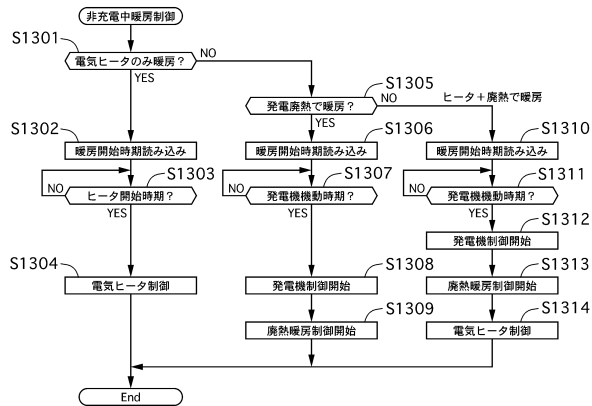 非充電中暖房制御
S1301
電気ヒータのみ暖房？
NO
YES
S1305
発電廃熱で暖房？
NO
ヒータ＋廃熱で暖房
YES
S1302
暖房開始時期読み込み
S1306
暖房開始時期読み込み
S1310
暖房開始時期読み込み
S1303
ヒータ開始時期？
NO
YES
S1307
発電機機動時期？
NO
YES
S1311
発電機機動時期？
NO
YES
S1312
発電機制御開始
S1304
電気ヒータ制御
S1308
発電機制御開始
S1313
廃熱暖房制御開始
S1309
廃熱暖房制御開始
S1314
電気ヒータ制御
End